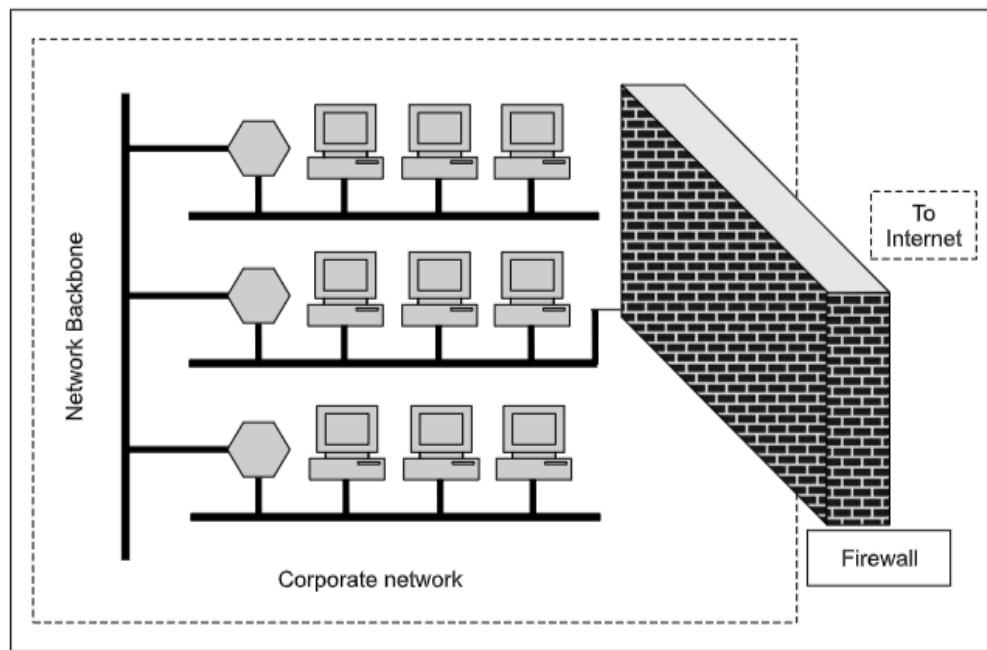 Network Backbone
To
Internet
Firewall
Corporate network